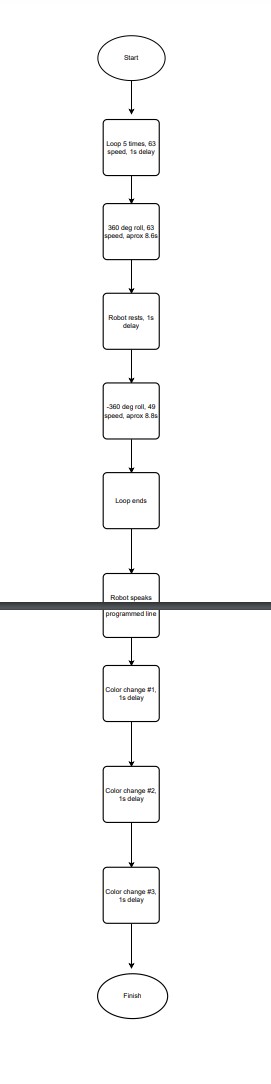 Start
Loop 5 times, 63
speed, 1s delay
360 deg roll, 63
speed, aprox 8.6s
Robot rests, 1s
delay
-360 deg roll, 49
speed, aprox 8.8s
Loop ends
Robot speaks
programmed line
Color change #1,
1s delay
Color change #2,
1s delay
Color change #3,
1s delay
Finish